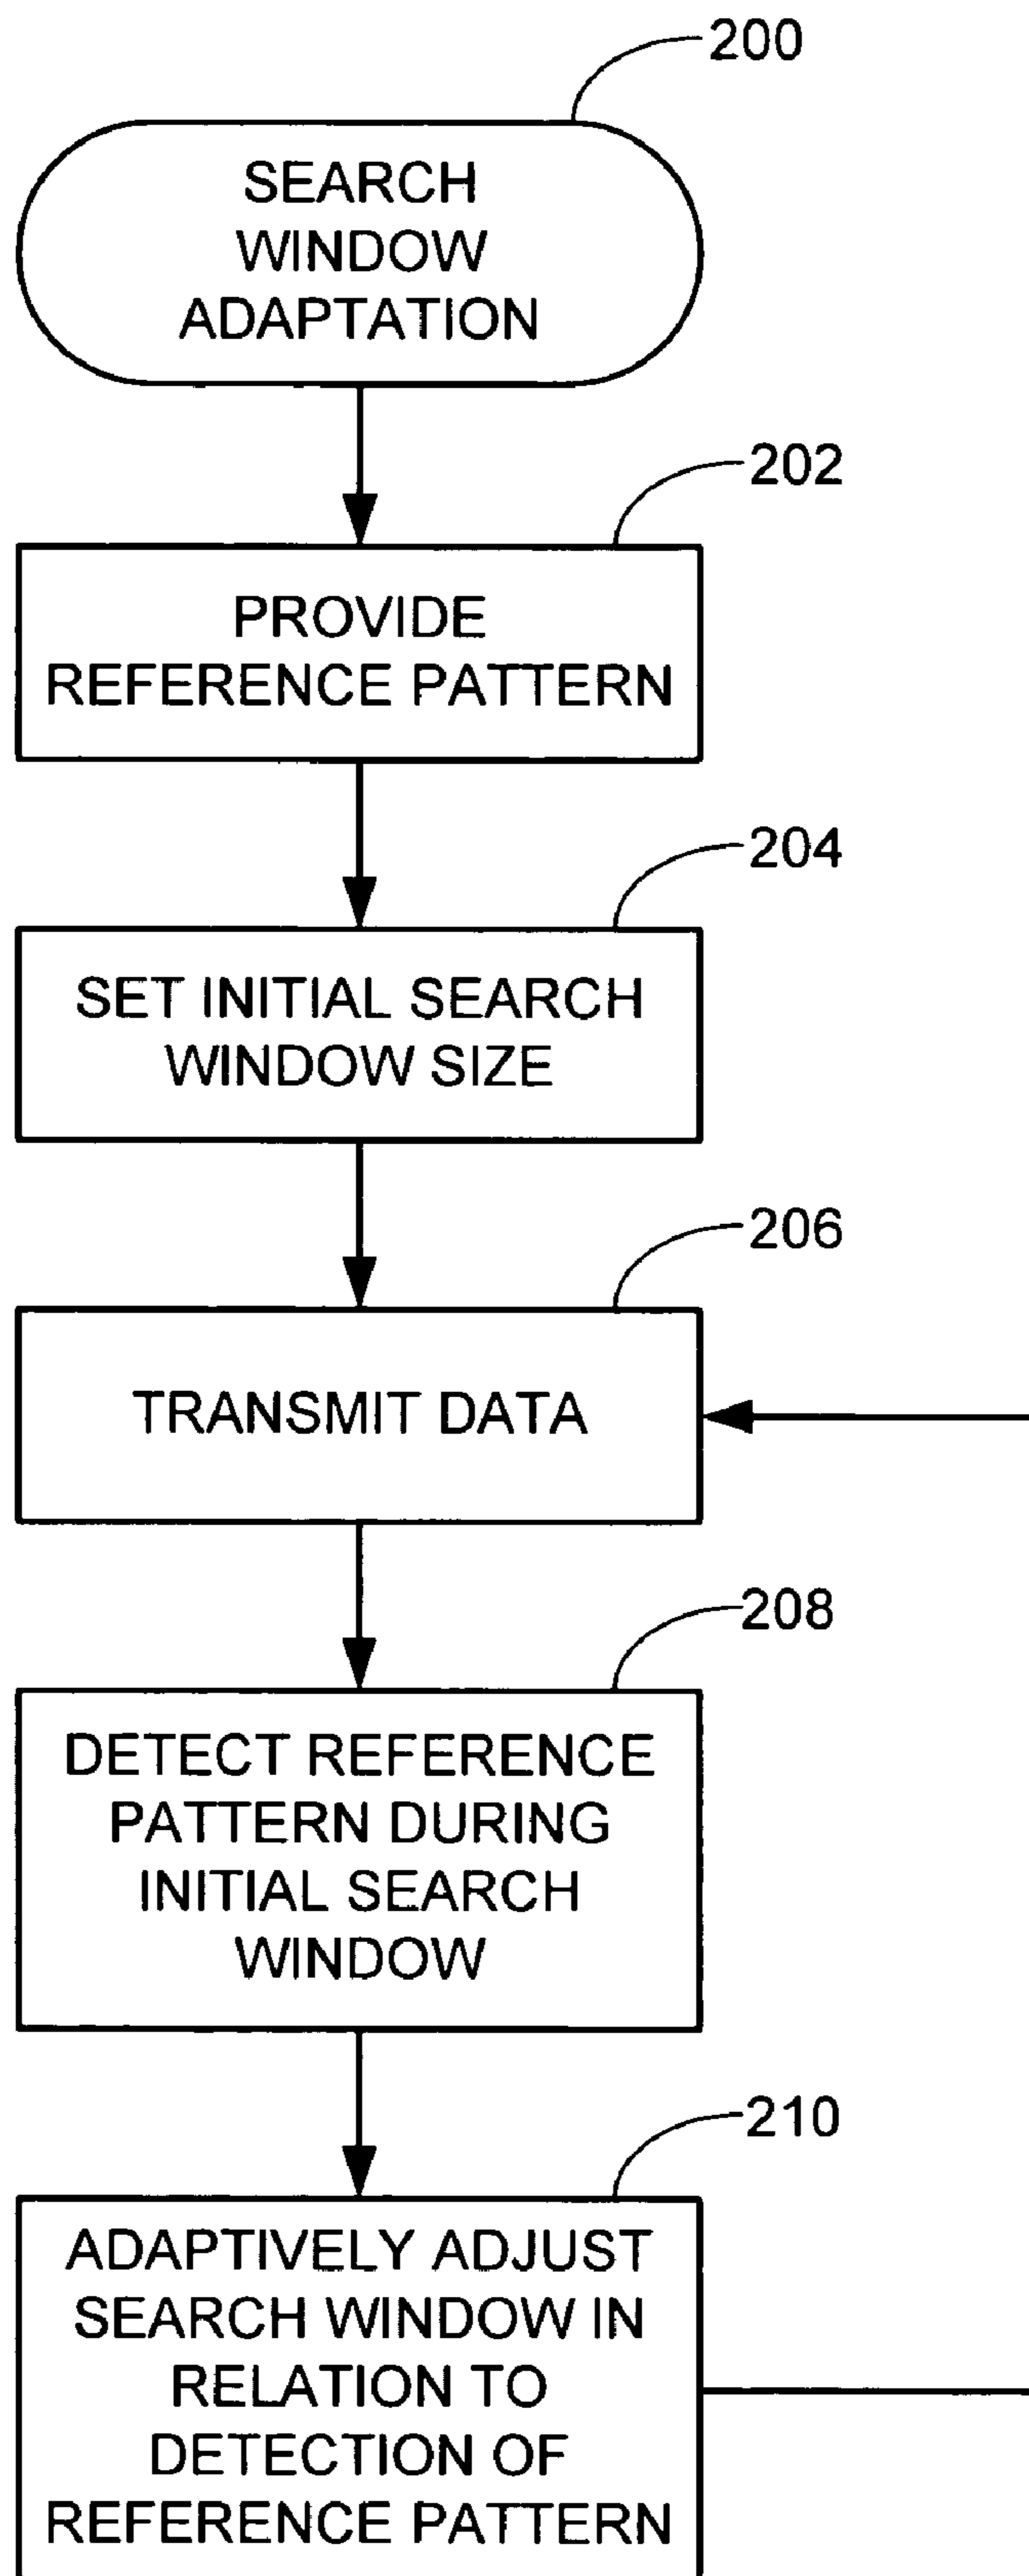 200
SEARCH
WINDOW
ADAPTATION
202
PROVIDE
REFERENCE PATTERN
204
SET INITIAL SEARCH
WINDOW SIZE
206
TRANSMIT DATA
208
DETECT REFERENCE
PATTERN DURING
INITIAL SEARCH
WINDOW
210
ADAPTIVELY ADJUST
SEARCH WINDOW IN
RELATION TO
DETECTION OF
REFERENCE PATTERN